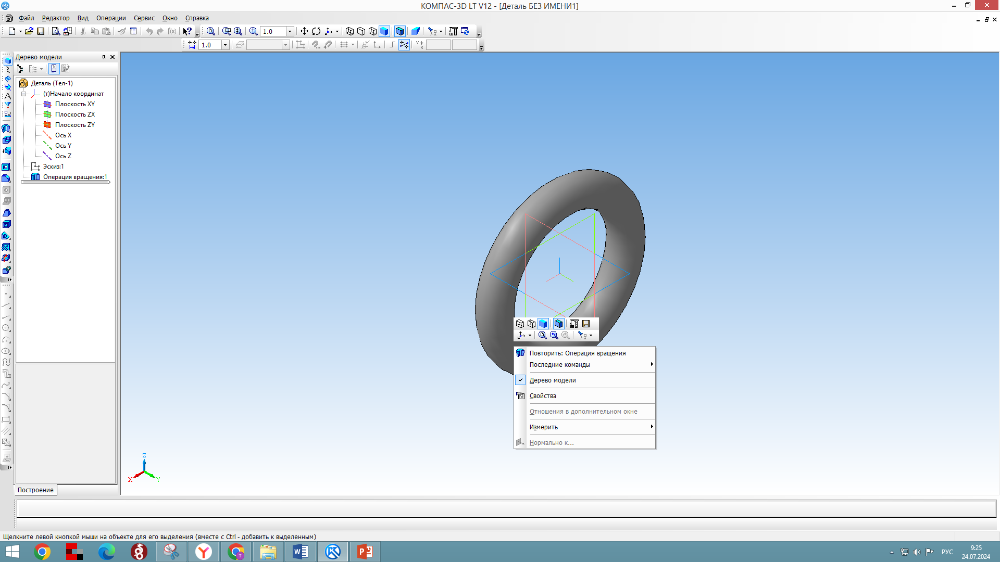 КОМПАС-3D LT V12 - [Деталь БЕЗ ИМЕНИ1]
Файл Редактор Вид Операции Сервис Окно Справка
f(x) 1.0
1.0
Дерево модели
Деталь (Тел-1)
(т)Начало координат
Плоскость XY
Плоскость ZX
Плоскость ZY
Ось X
Ось Y
Ось Z
Эскиз:1
Операция вращения:1
Повторить: Операция вращения
Последние команды
Дерево модели
Свойства
Отношения в дополнительном окне
Измерить
Нормально к...
Z
X
Y
Построение
Щелкните левой кнопкой мыши на объекте для его выделения (вместе с Ctrl - добавить к выделенным)
РУС
9:25
24.07.2024